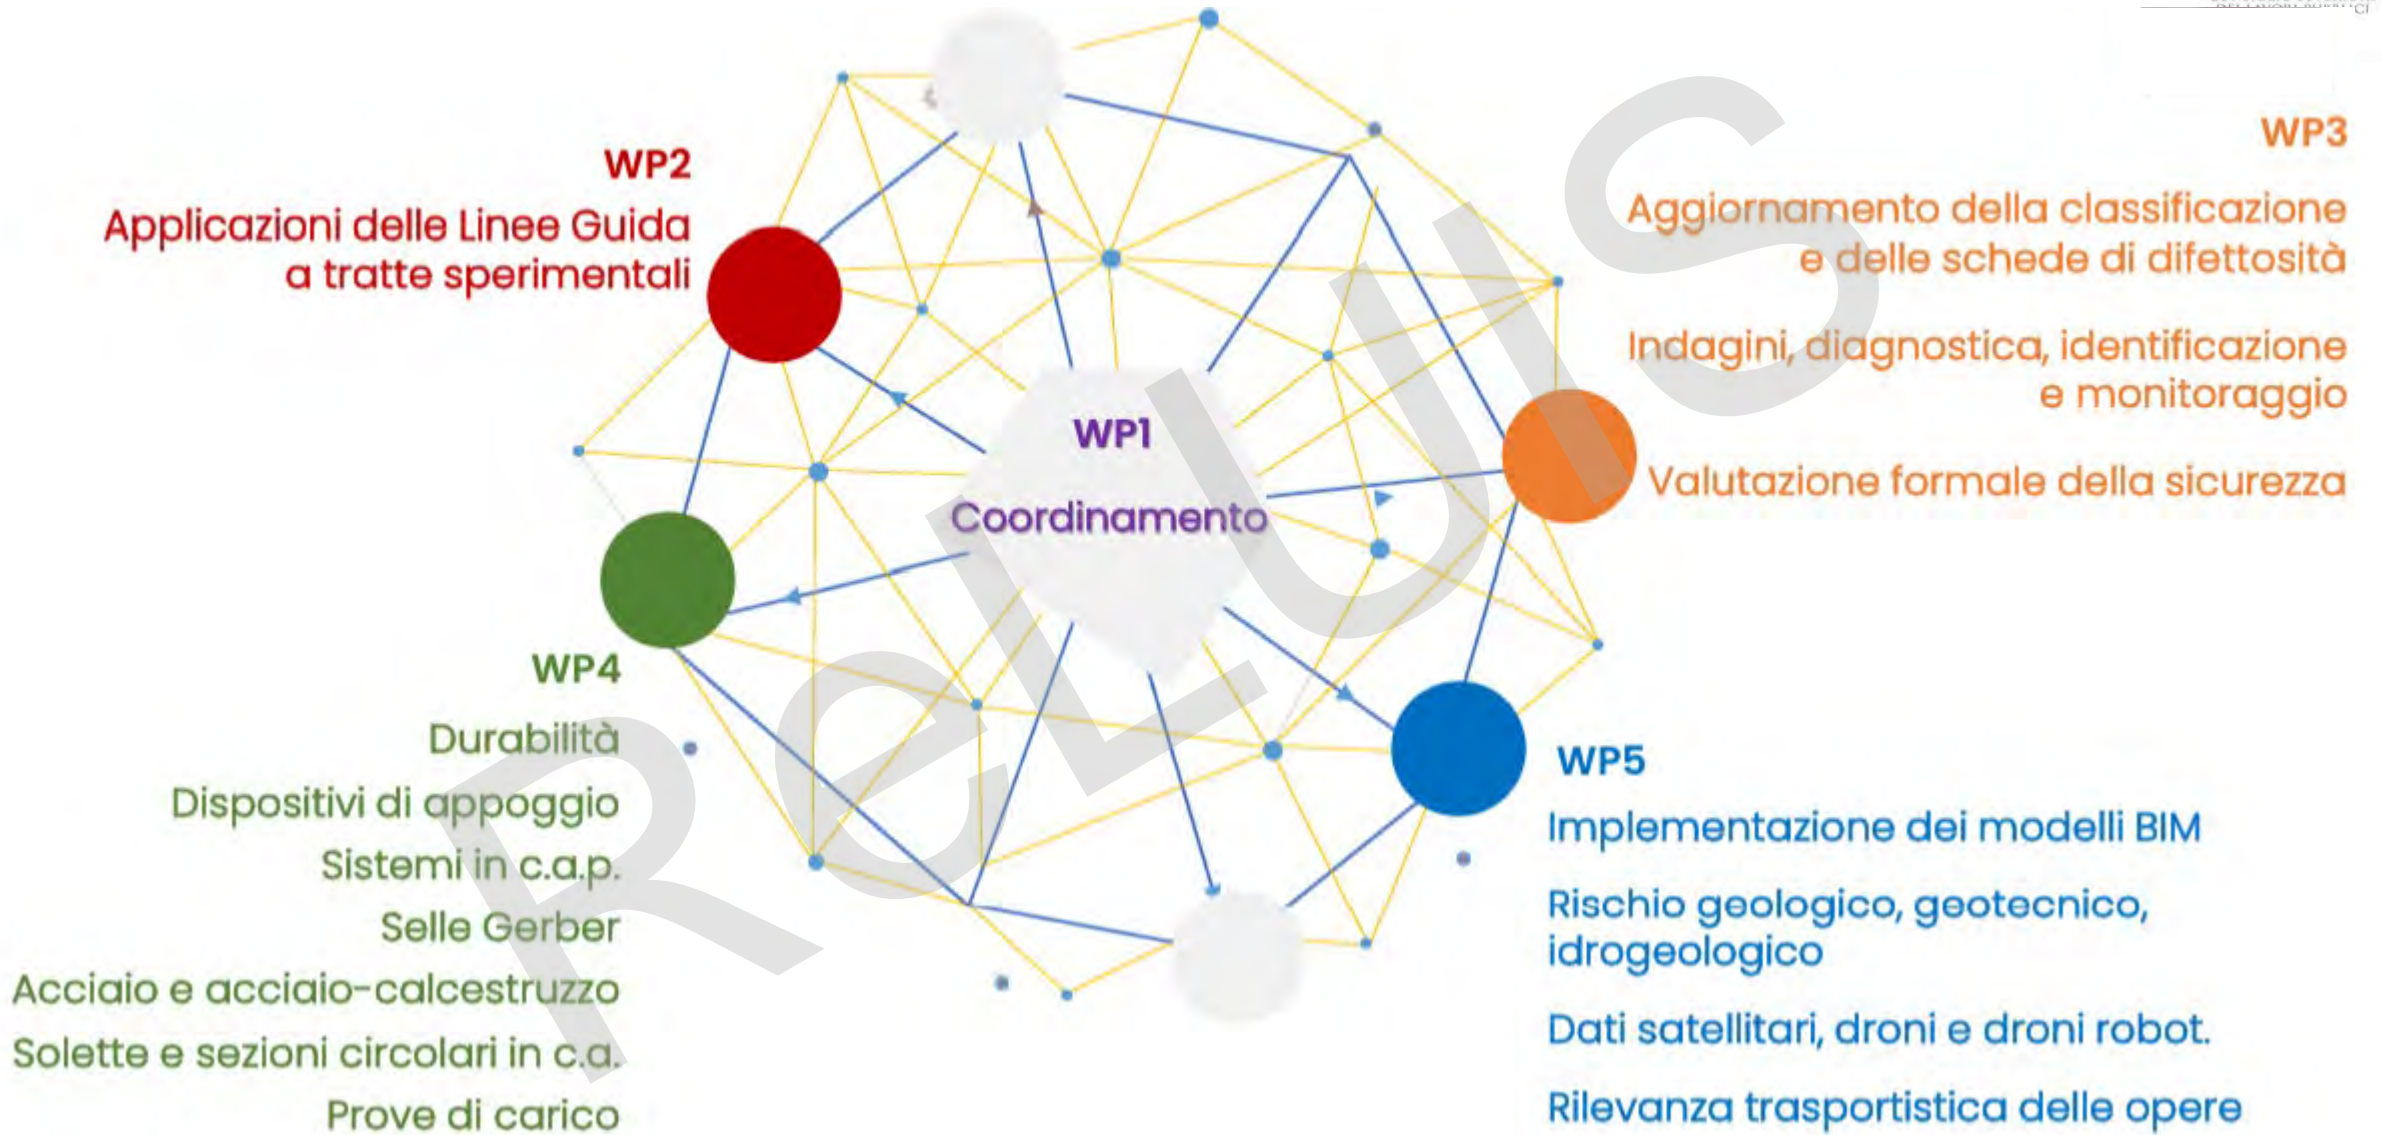 WP2
Applicazioni delle Linee Guida
a tratte sperimentali
WP3
Aggiornamento della classificazione
e delle schede di difettosità
Indagini, diagnostica, identificazione
e monitoraggio
Valutazione formale della sicurezza
WP1
Coordinamento
WP4
Durabilità
Dispositivi di appoggio
Sistemi in c.a.p.
Selle Gerber
Acciaio e acciaio-calcestruzzo
Solette e sezioni circolari in c.a.
Prove di carico
WP5
Implementazione dei modelli BIM
Rischio geologico, geotecnico,
idrogeologico
Dati satellitari, droni e droni robot.
Rilevanza trasportistica delle opere
ReLUIS